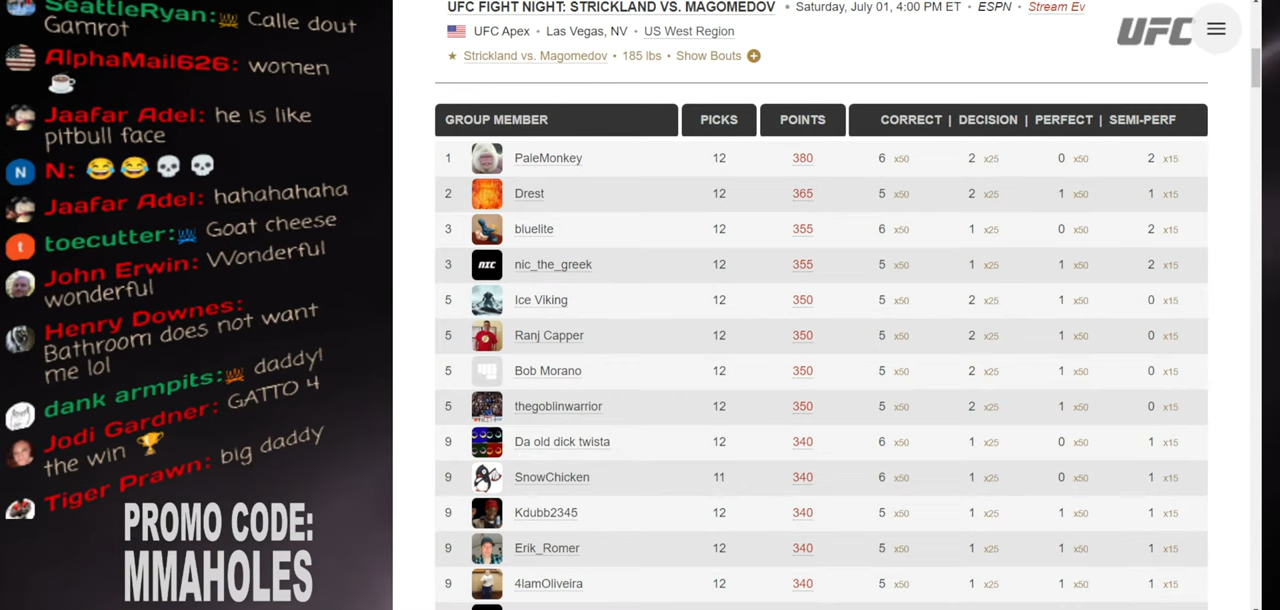 SeattleRyan: Calle dout
Gamrot
AlphaMail626: women
Jaafar Adel: he is like
pitbull face
N N:
Jaafar Adel: hahahahaha
t toecutter: Goat cheese
John Erwin: Wonderful
wonderful
Henry Downes:
Bathroom does not want
me lol
dank armpits: daddy!
Jodi Gardner: GATTO 4
the win
Tiger Prawn: big daddy
PROMO CODE:
MMAHOLES
UFC FIGHT NIGHT: STRICKLAND VS. MAGOMEDOV • Saturday, July 01, 4:00 PM ET • ESPN • Stream Ev
UFC Apex • Las Vegas, NV • US West Region
Strickland vs. Magomedov • 185 lbs • Show Bouts
UFC
GROUP MEMBER PICKS POINTS CORRECT | DECISION | PERFECT | SEMI-PERF
1 PaleMonkey 12 380 6 x50 2 x25 0 x50 2 x15
2 Drest 12 365 5 x50 2 x25 1 x50 1 x15
3 bluelite 12 355 6 x50 1 x25 0 x50 2 x15
3 NIC nic_the_greek 12 355 5 x50 1 x25 1 x50 2 x15
5 Ice Viking 12 350 5 x50 2 x25 1 x50 0 x15
5 Ranj Capper 12 350 5 x50 2 x25 1 x50 0 x15
5 Bob Morano 12 350 5 x50 2 x25 1 x50 0 x15
5 thegoblinwarrior 12 350 5 x50 2 x25 1 x50 0 x15
9 Da old dick twista 12 340 6 x50 1 x25 0 x50 1 x15
9 SnowChicken 11 340 6 x50 1 x25 0 x50 1 x15
9 Kdubb2345 12 340 5 x50 1 x25 1 x50 1 x15
9 Erik_Romer 12 340 5 x50 1 x25 1 x50 1 x15
9 4IamOliveira 12 340 5 x50 1 x25 1 x50 1 x15